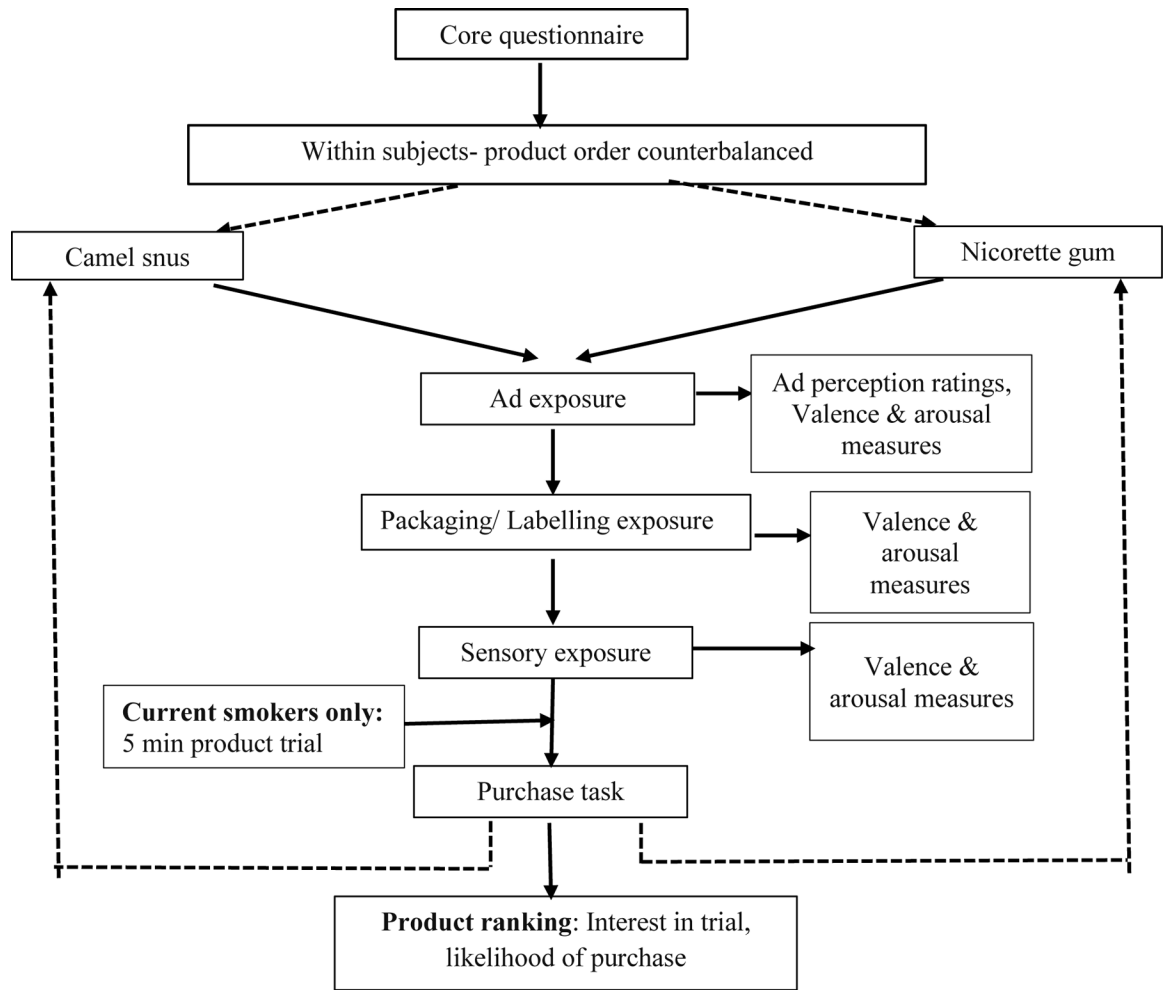 Core questionnaire
Within subjects- product order counterbalanced
Camel snus
Nicorette gum
Ad exposure
Ad perception ratings,
Valence & arousal
measures
Packaging/ Labelling exposure
Valence &
arousal
measures
Sensory exposure
Valence &
arousal measures
Current smokers only:
5 min product trial
Purchase task
Product ranking: Interest in trial,
likelihood of purchase